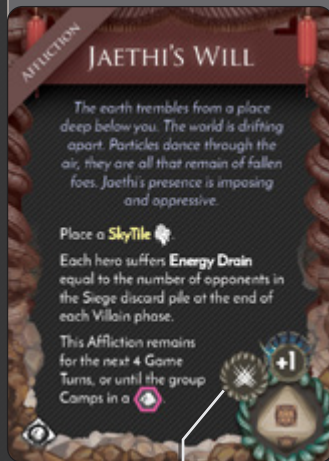 AFFLICTION
JAETHI'S WILL
The earth trembles from a place
deep below you. The world is drifting
apart. Particles dance through the
air, they are all that remain of fallen
foes. Jaethi's presence is imposing
and oppressive.
Place a SkyTile.
Each hero suffers Energy Drain
equal to the number of opponents in
the Siege discard pile at the end of
each Villain phase.
This Affliction remains
for the next 4 Game
Turns, or until the group
Camps in a
+1